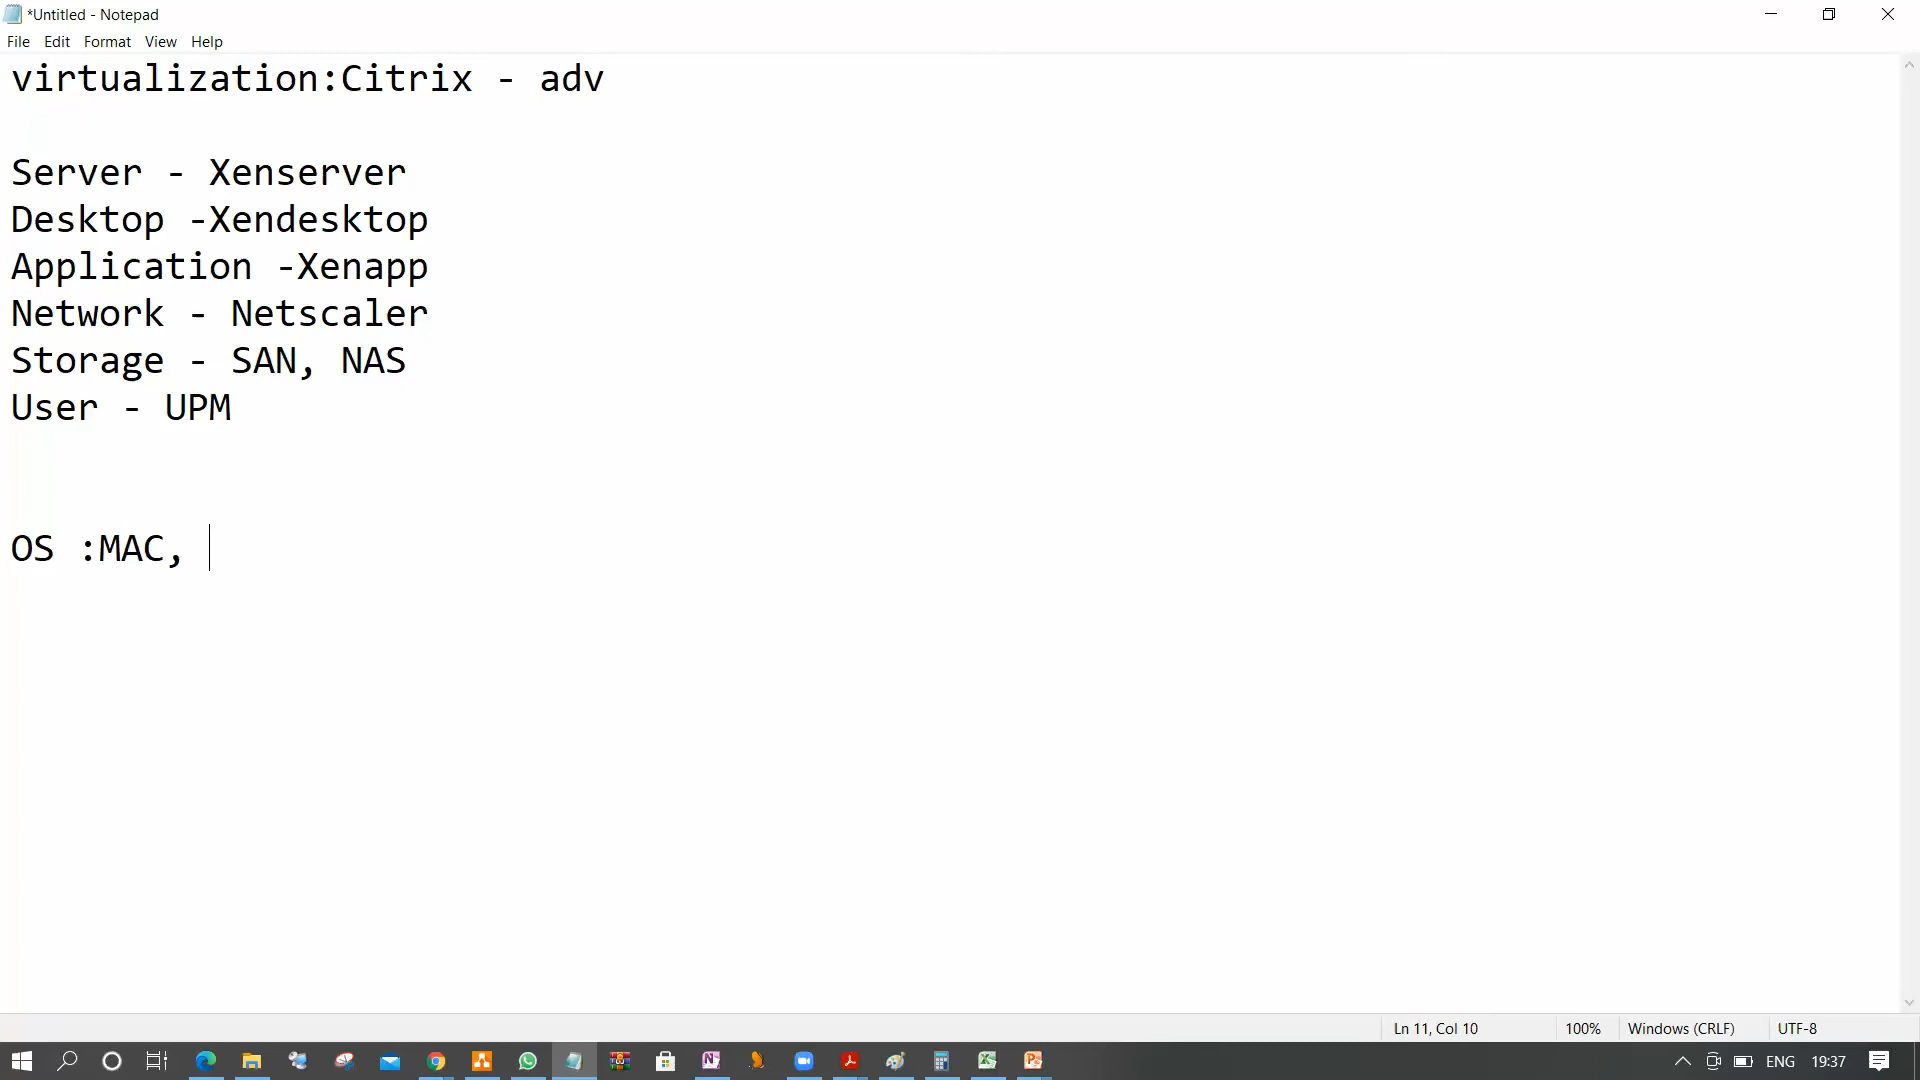 *Untitled - Notepad
File Edit Format View Help
virtualization:Citrix - adv
Server - Xenserver
Desktop -Xendesktop
Application -Xenapp
Network - Netscaler
Storage - SAN, NAS
User - UPM
OS :MAC,
Ln 11, Col 10 100% Windows (CRLF) UTF-8
ENG 19:37